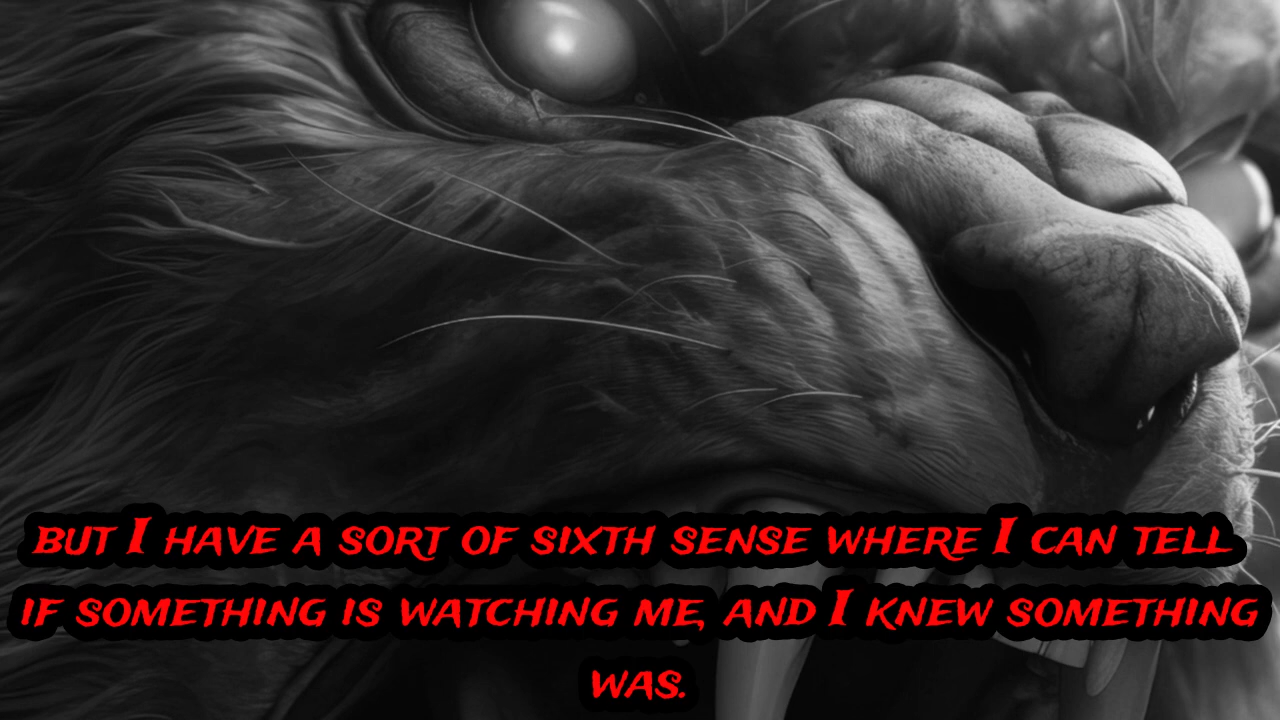 BUT I HAVE A SORT OF SIXTH SENSE WHERE I CAN TELL
IF SOMETHING IS WATCHING ME, AND I KNEW SOMETHING
WAS.